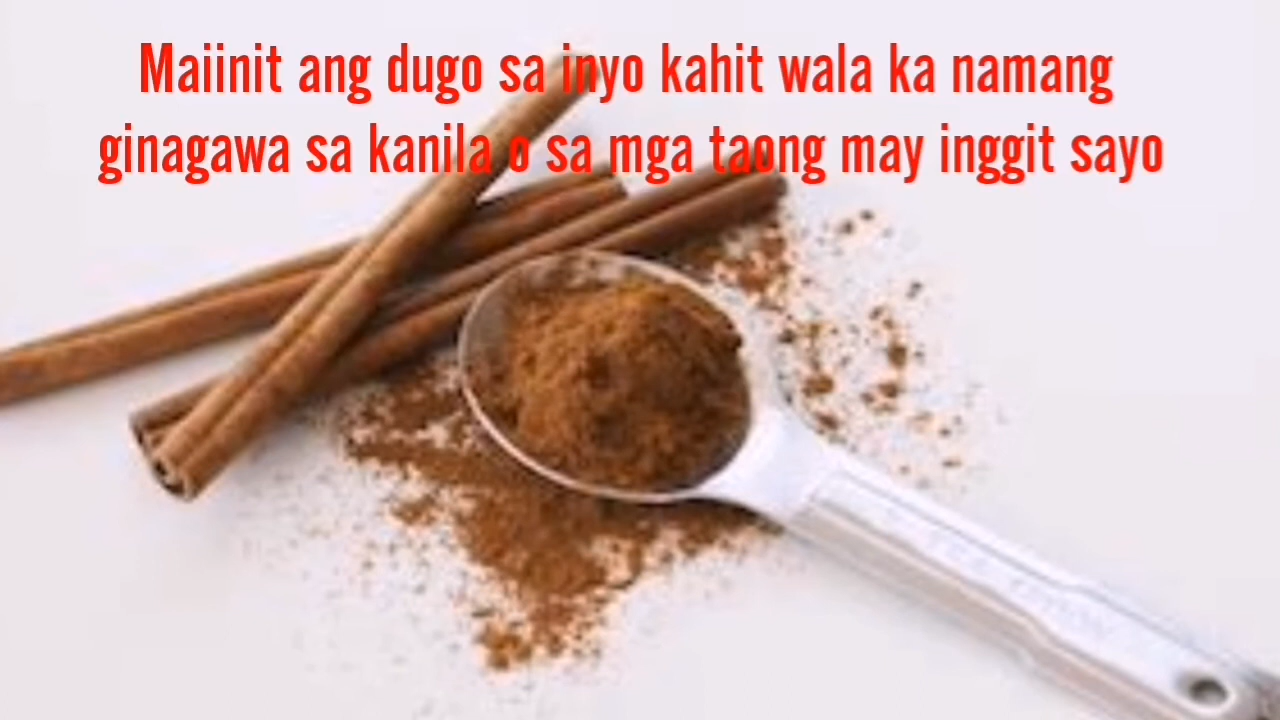 Maiinit ang dugo sa inyo kahit wala ka namang
ginagawa sa kanila o sa mga taong may inggit sayo